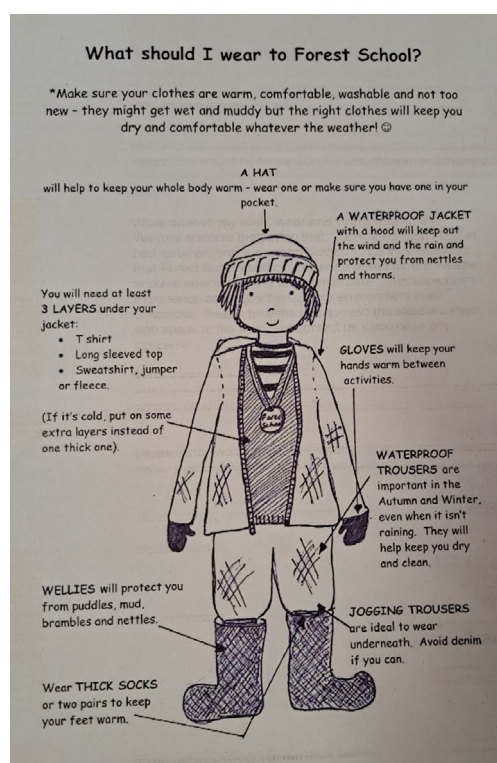 What should I wear to Forest School?
*Make sure your clothes are warm, comfortable, washable and not too
new – they might get wet and muddy but the right clothes will keep you
dry and comfortable whatever the weather! ☺
A HAT
will help to keep your whole body warm – wear one or make sure you have one in your
pocket.
A WATERPROOF JACKET
with a hood will keep out
the wind and the rain and
protect you from nettles
and thorns.
You will need at least
3 LAYERS under your
jacket:
• T shirt
• Long sleeved top
• Sweatshirt, jumper
or fleece.
GLOVES will keep your
hands warm between
activities.
(If it's cold, put on some
extra layers instead of
one thick one).
Forest
School
WATERPROOF
TROUSERS are
important in the
Autumn and Winter,
even when it isn't
raining. They will
help keep you dry
and clean.
WELLIES will protect you
from puddles, mud,
brambles and nettles.
JOGGING TROUSERS
are ideal to wear
underneath. Avoid denim
if you can.
Wear THICK SOCKS
or two pairs to keep
your feet warm.